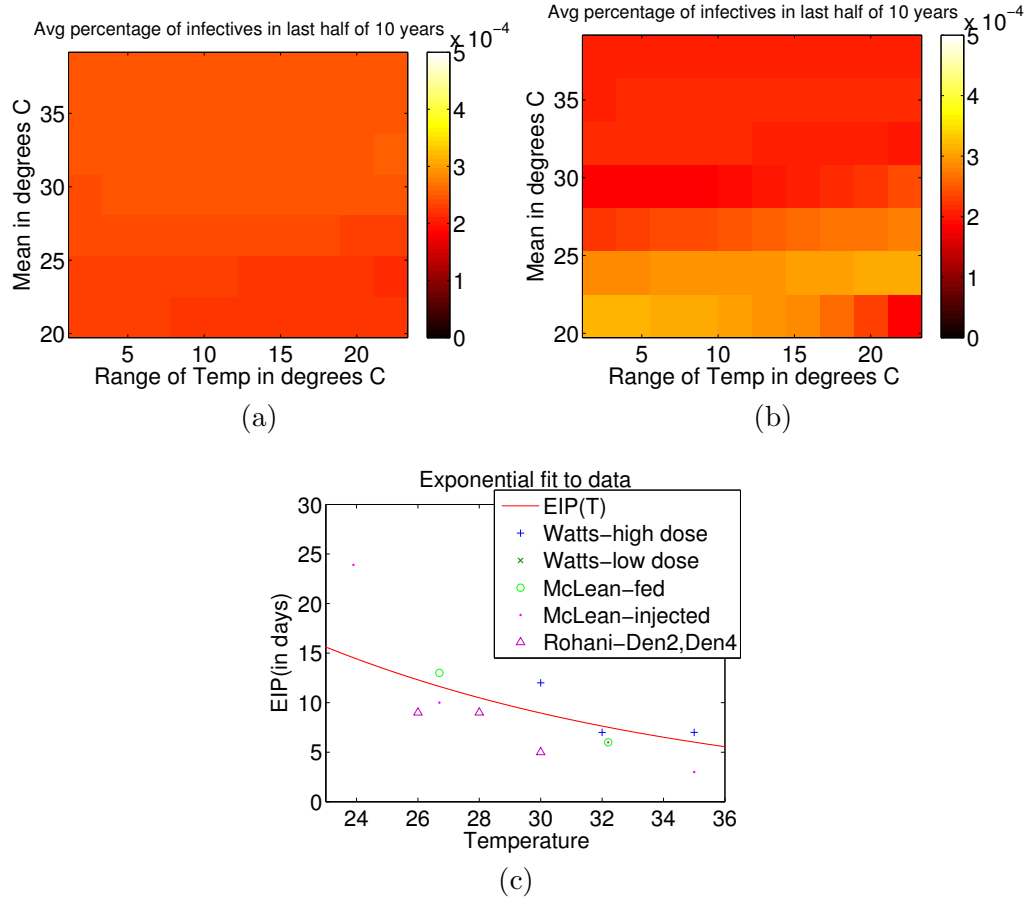 Avg percentage of infectives in last half of 10 years
x 10⁻⁴
Mean in degrees C
35
30
25
20
5
10
15
20
Range of Temp in degrees C
5
4
3
2
1
0
(a)
Avg percentage of infectives in last half of 10 years
x 10⁻⁴
Mean in degrees C
35
30
25
20
5
10
15
20
Range of Temp in degrees C
5
4
3
2
1
0
(b)
Exponential fit to data
EIP(in days)
30
25
20
15
10
5
0
24
26
28
30
32
34
36
Temperature
EIP(T)
Watts−high dose
Watts−low dose
McLean−fed
McLean−injected
Rohani−Den2,Den4
(c)